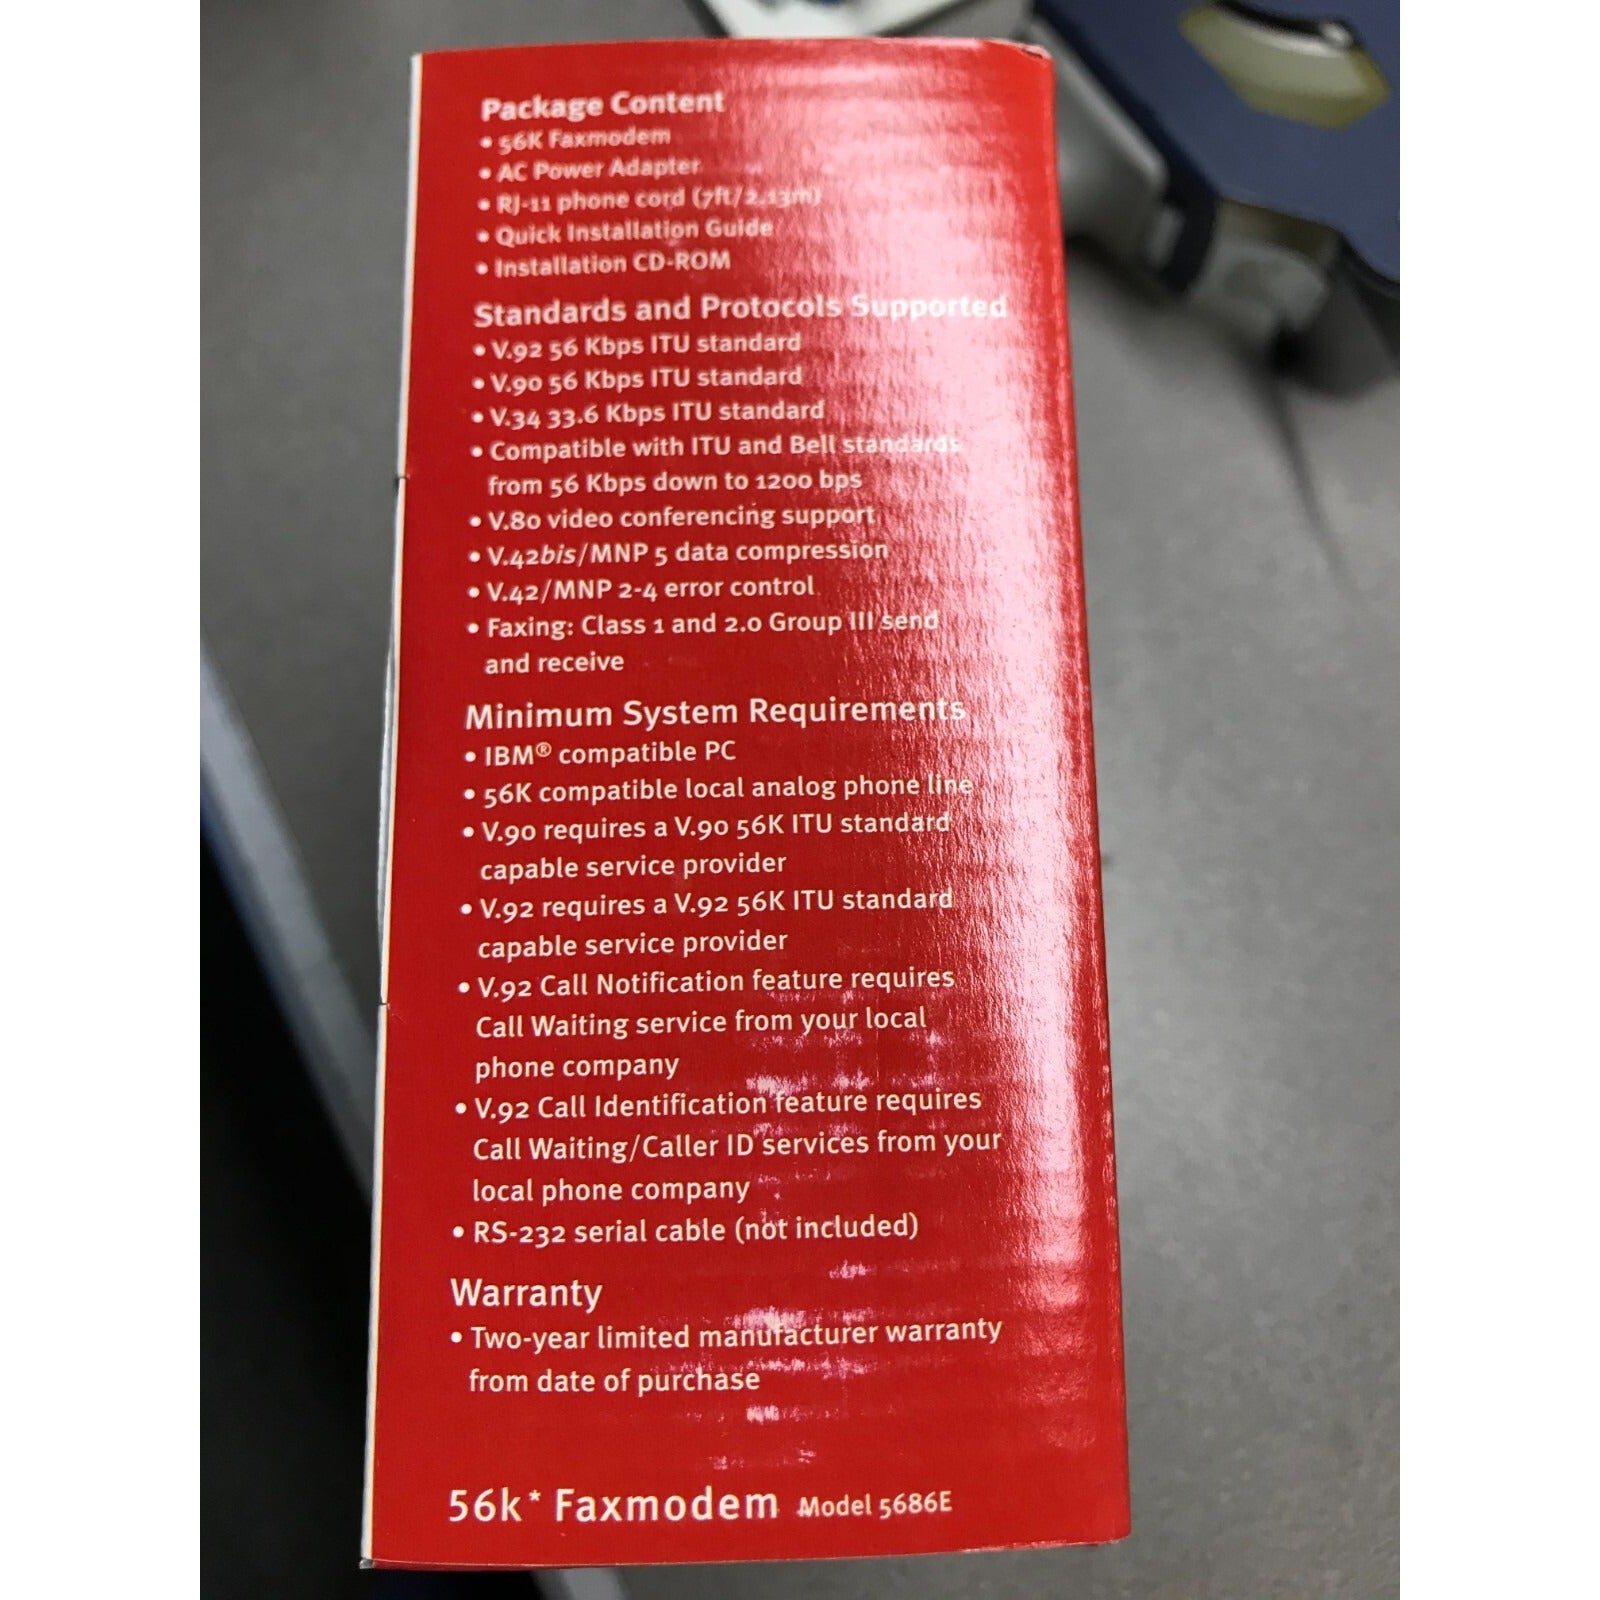 Package Content
• 56K Faxmodem
• AC Power Adapter
• RJ-11 phone cord (7ft/2.13m)
• Quick Installation Guide
• Installation CD-ROM
Standards and Protocols Supported
• V.92 56 Kbps ITU standard
• V.90 56 Kbps ITU standard
• V.34 33.6 Kbps ITU standard
• Compatible with ITU and Bell standards
from 56 Kbps down to 1200 bps
• V.80 video conferencing support
• V.42bis/MNP 5 data compression
• V.42/MNP 2-4 error control
• Faxing: Class 1 and 2.0 Group III send
and receive
Minimum System Requirements
• IBM® compatible PC
• 56K compatible local analog phone line
• V.90 requires a V.90 56K ITU standard
capable service provider
• V.92 requires a V.92 56K ITU standard
capable service provider
• V.92 Call Notification feature requires
Call Waiting service from your local
phone company
• V.92 Call Identification feature requires
Call Waiting/Caller ID services from your
local phone company
• RS-232 serial cable (not included)
Warranty
• Two-year limited manufacturer warranty
from date of purchase
56k* Faxmodem Model 5686E